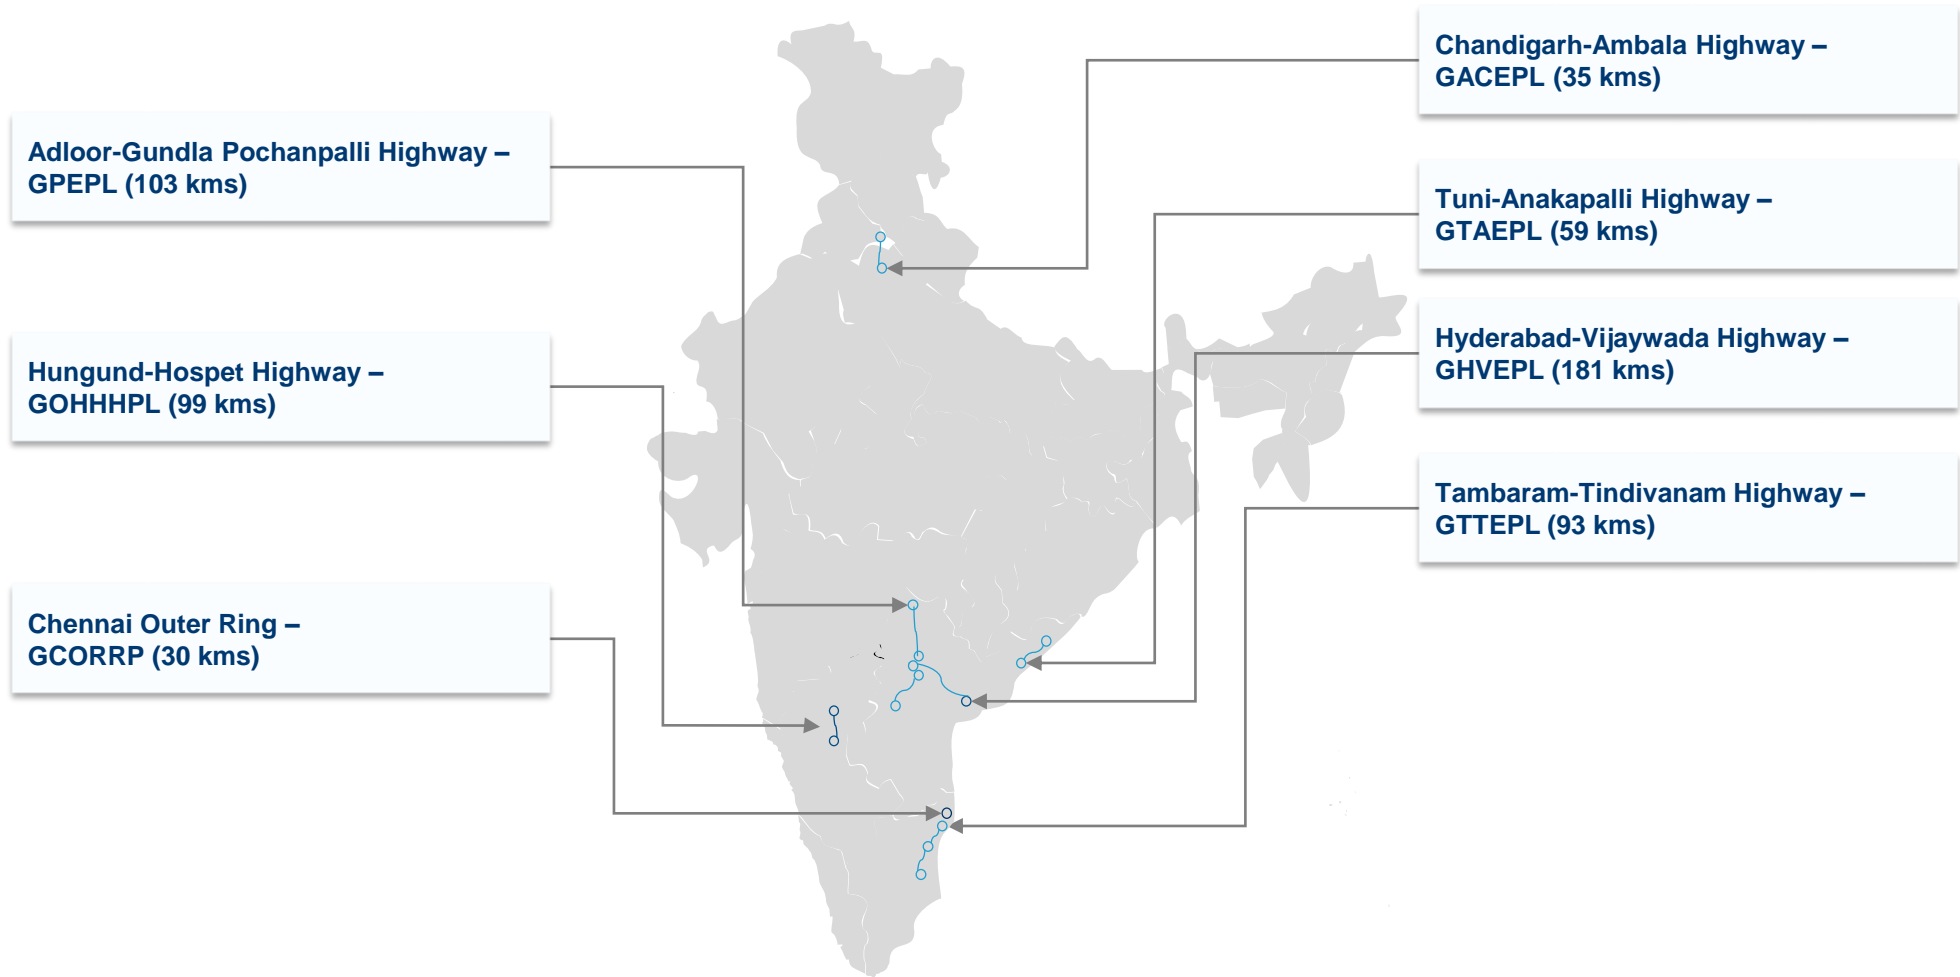 Adloor-Gundla Pochanpalli Highway –
GPEPL (103 kms)
Hungund-Hospet Highway –
GOHHHPL (99 kms)
Chennai Outer Ring –
GCORRP (30 kms)
Chandigarh-Ambala Highway –
GACEPL (35 kms)
Tuni-Anakapalli Highway –
GTAEPL (59 kms)
Hyderabad-Vijaywada Highway –
GHVEPL (181 kms)
Tambaram-Tindivanam Highway –
GTTEPL (93 kms)